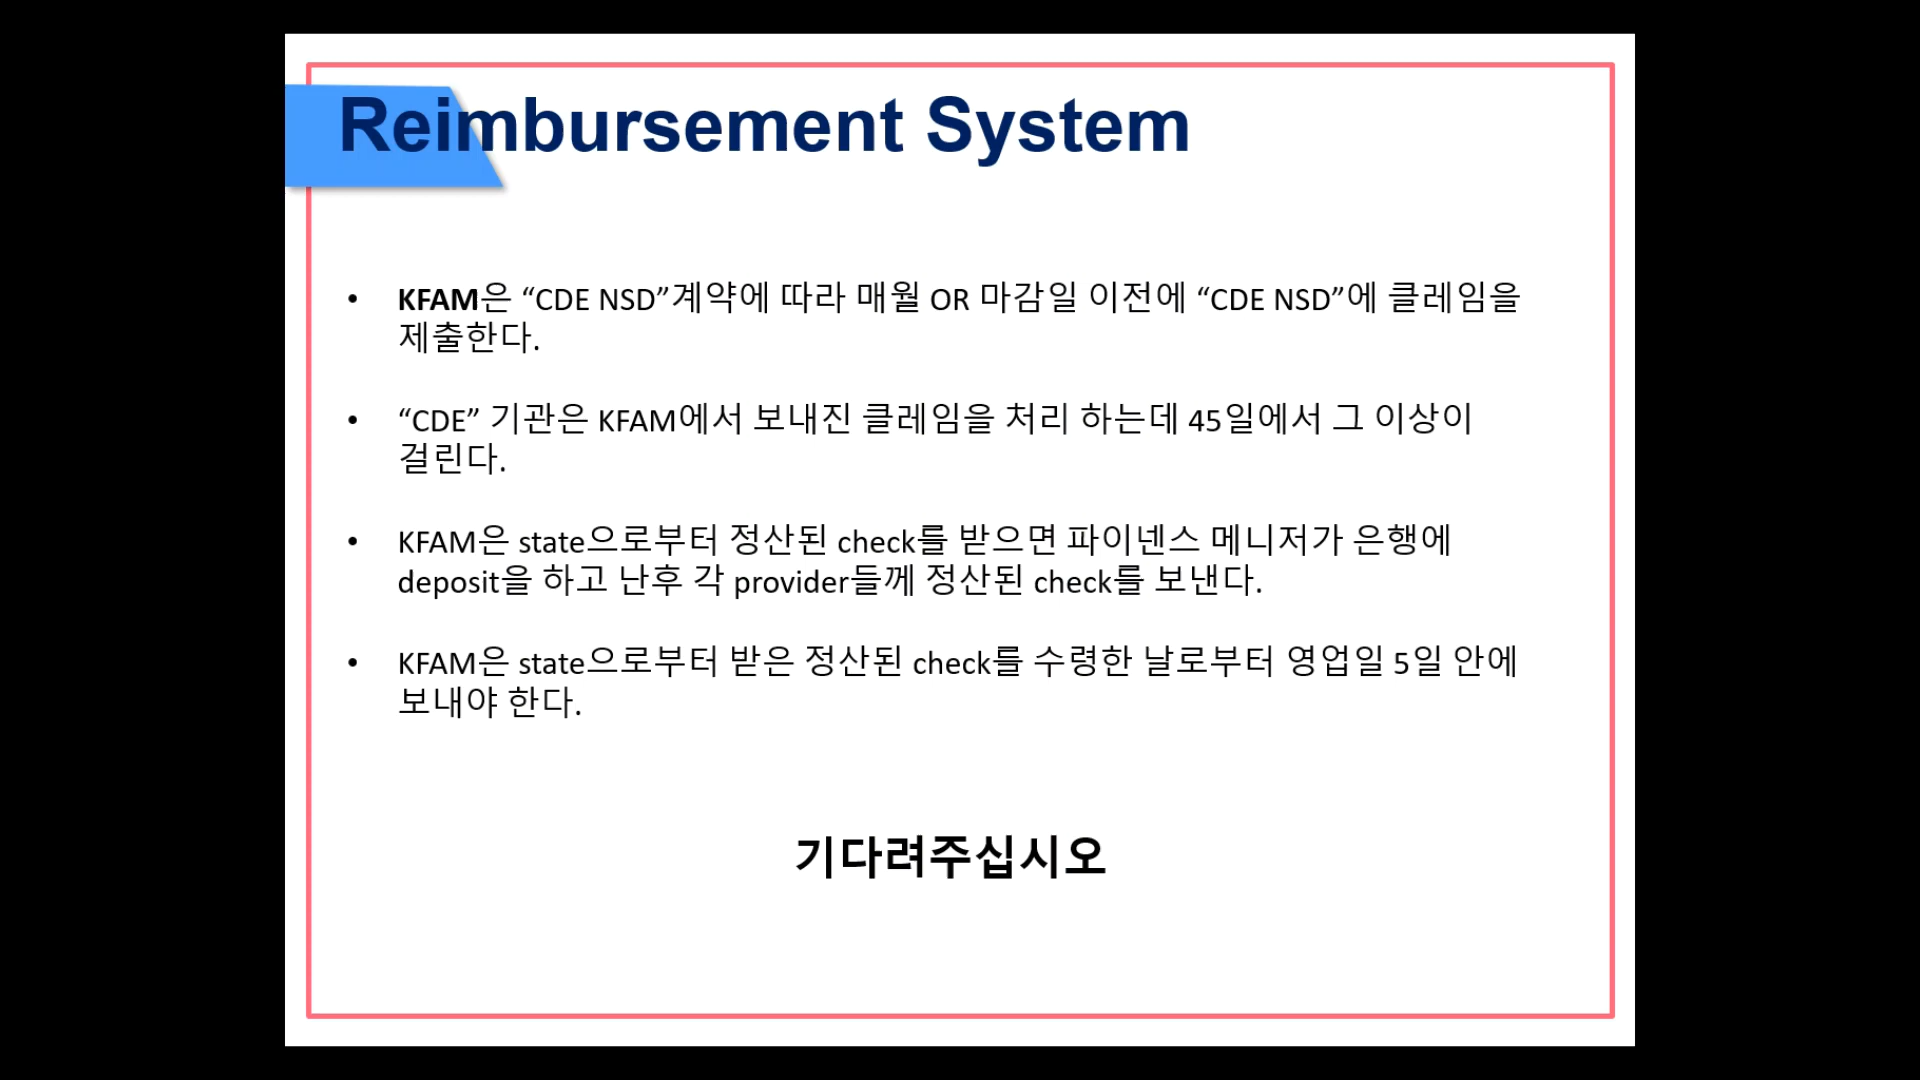 Reimbursement System
• KFAM은 “CDE NSD”계약에 따라 매월 OR 마감일 이전에 “CDE NSD”에 클레임을
제출한다.
• “CDE” 기관은 KFAM에서 보내진 클레임을 처리 하는데 45일에서 그 이상이
걸린다.
• KFAM은 state으로부터 정산된 check를 받으면 파이넨스 메니저가 은행에
deposit을 하고 난후 각 provider들께 정산된 check를 보낸다.
• KFAM은 state으로부터 받은 정산된 check를 수령한 날로부터 영업일 5일 안에
보내야 한다.
기다려주십시오